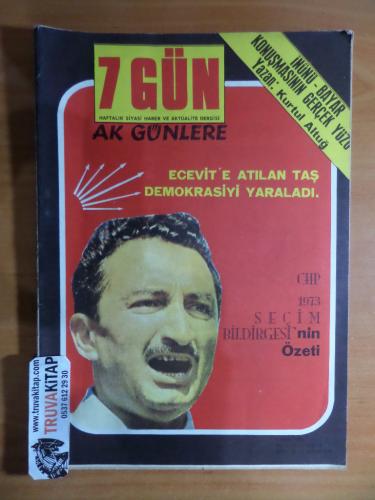 7 GÜN
HAFTALIK SİYASİ HABER VE AKTÜALİTE DERGİSİ
İNÖNÜ - BAYAR
KONUŞMASININ GERÇEK YÜZÜ
Yazan: Kurtul Altuğ
AK GÜNLERE
ECEVİT'E ATILAN TAŞ
DEMOKRASİYİ YARALADI.
CHP
1973
SEÇİM
BİLDİRGESİ'nin
Özeti
www.truvakitap.com
TRUVAKİTAP
0537 612 29 30